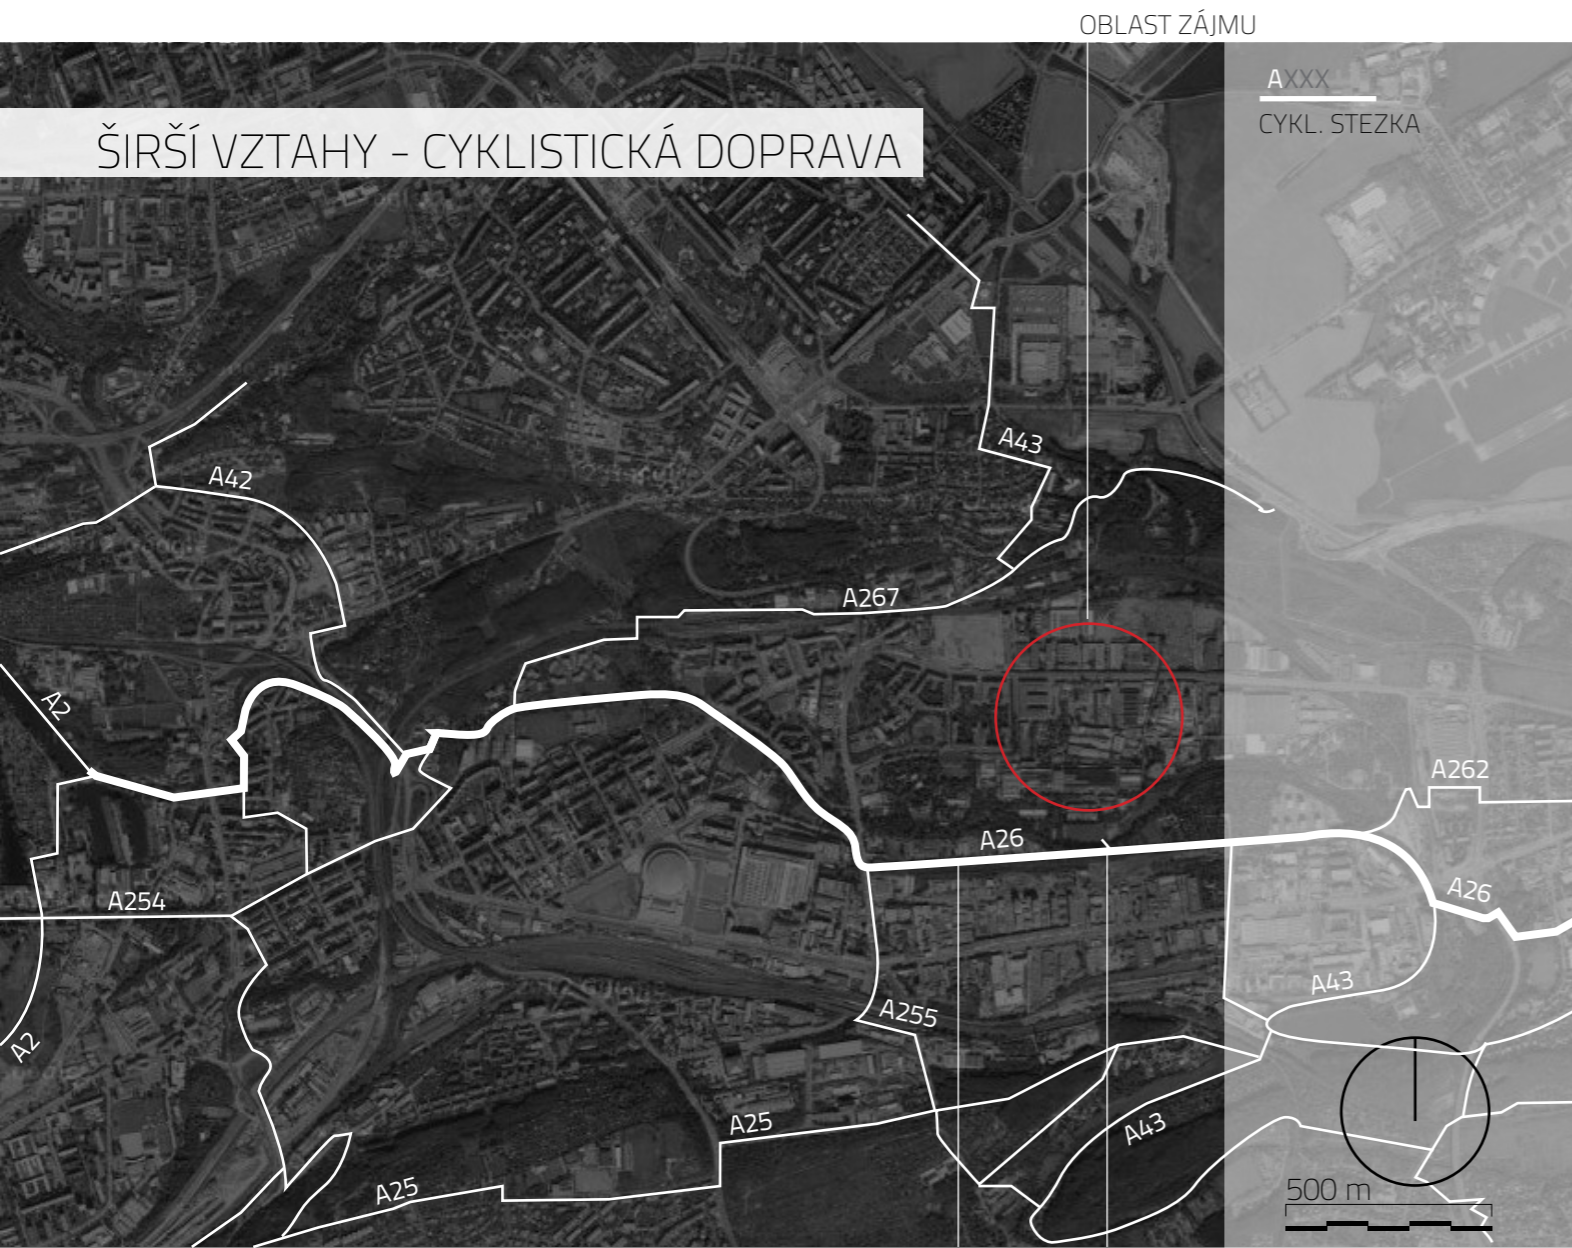 OBLAST ZÁJMU
AXXX
CYKL. STEZKA
ŠIRŠÍ VZTAHY - CYKLISTICKÁ DOPRAVA
A43
A42
A267
A2
A262
A26
A26
A254
A43
A255
A2
A25
A43
A25
500 m